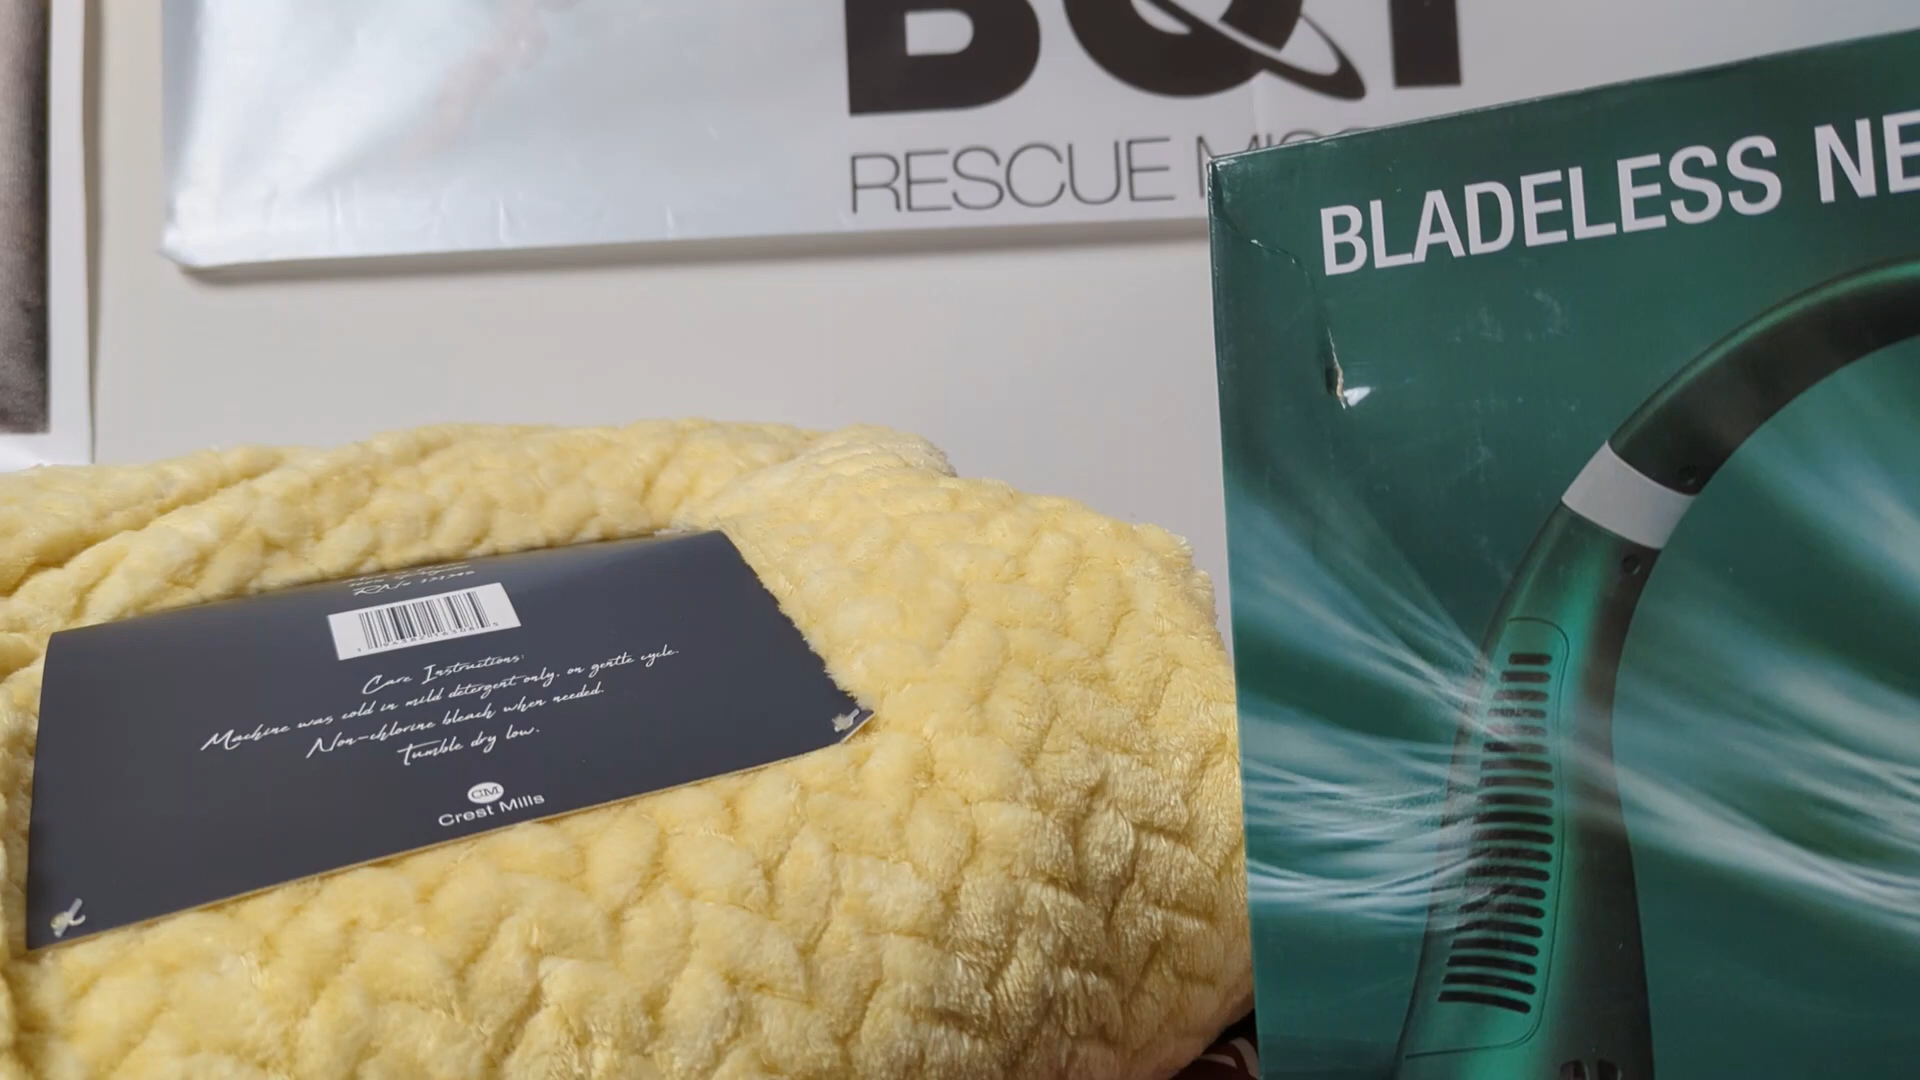 RESCUE
BLADELESS
Care Instructions:
Machine was cold in mild detergent only, on gentle cycle.
Non-chlorine bleach when needed.
Tumble dry low.
CM
Crest Mills